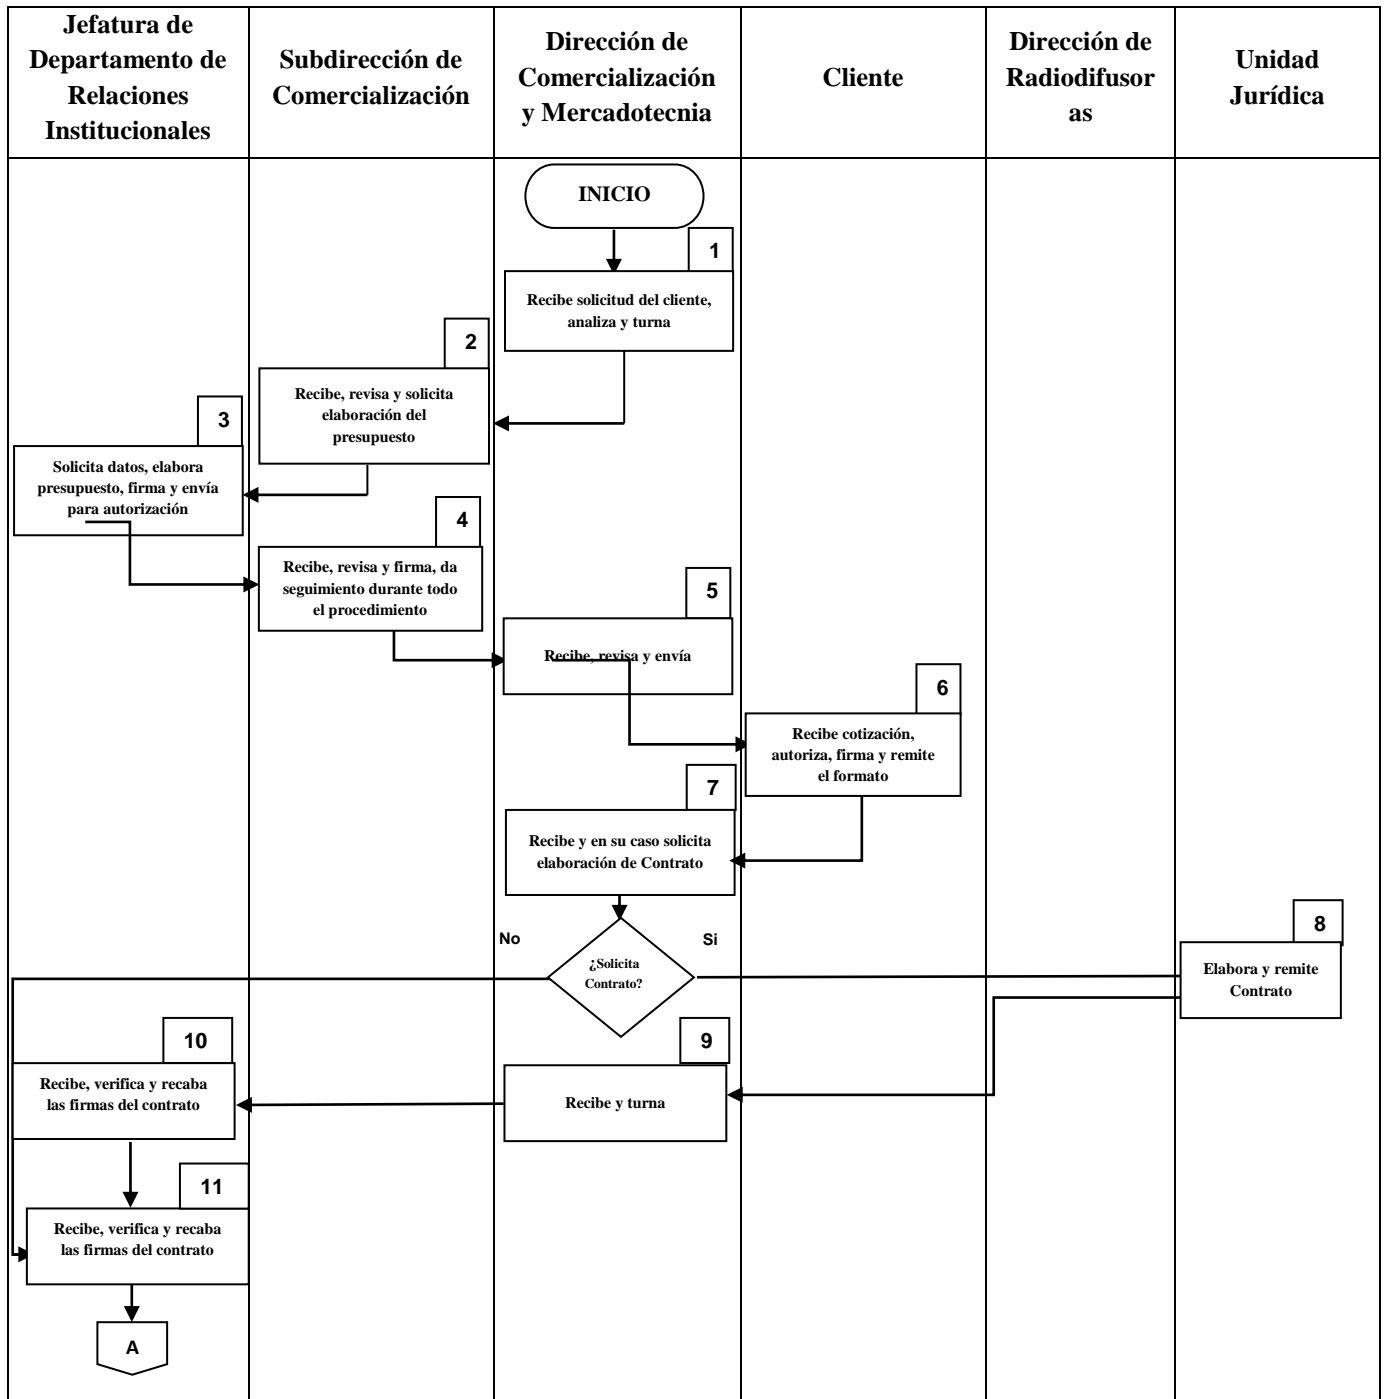 Jefatura de
Departamento de
Relaciones
Institucionales
Subdirección de
Comercialización
Dirección de
Comercialización
y Mercadotecnia
Cliente
Dirección de
Radiodifusor
as
Unidad
Jurídica
INICIO
1
Recibe solicitud del cliente,
analiza y turna
2
Recibe, revisa y solicita
elaboración del
presupuesto
3
Solicita datos, elabora
presupuesto, firma y envía
para autorización
4
Recibe, revisa y firma, da
seguimiento durante todo
el procedimiento
5
Recibe, revisa y envía
6
Recibe cotización,
autoriza, firma y remite
el formato
7
Recibe y en su caso solicita
elaboración de Contrato
No
Si
¿Solicita
Contrato?
8
Elabora y remite
Contrato
9
Recibe y turna
10
Recibe, verifica y recaba
las firmas del contrato
11
Recibe, verifica y recaba
las firmas del contrato
A